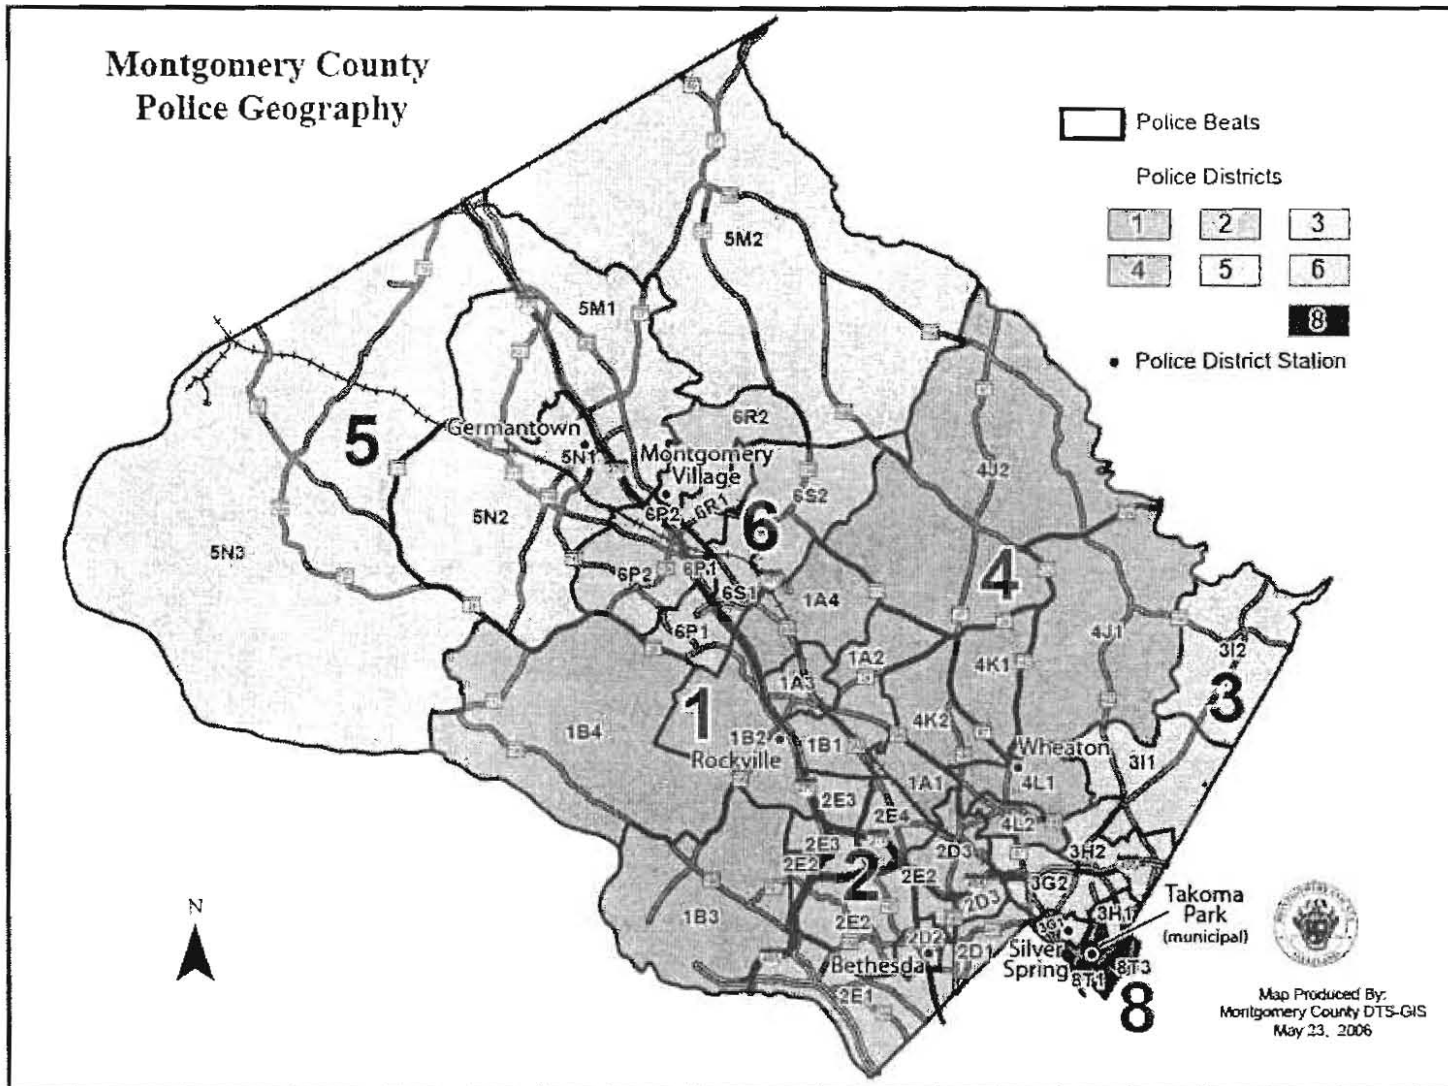 Montgomery County
Police Geography
Police Beats
Police Districts
1 2 3
4 5 6
8
Police District Station
5M2
5M1
6R2
5
Germantown
5N1
Montgomery
Village
4J2
6S2
6R1
6P2
6
5N2
5N3
4
6P2
6P1
6S1
1A4
4J1
6P1
3I2
1A2
4K1
1A3
3
1
1B4
4K2
1B2
Rockville
1B1
Wheaton
3I1
1A1
4L1
2E3
2E4
4L2
2E3
2D3
3H2
2E2
2
2E2
3G2
2D3
Takoma
Park
(municipal)
3H1
1B3
2E2
3G1
2D2
2D1
Silver
Spring
Bethesda
8T3
8T1
2E1
8
N
Map Produced By:
Montgomery County DTS-GIS
May 23, 2006